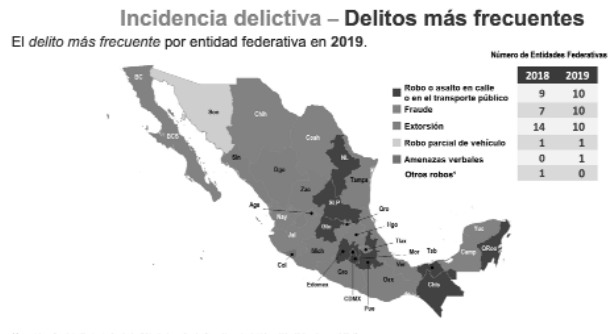 Incidencia delictiva – Delitos más frecuentes
El delito más frecuente por entidad federativa en 2019.
Número de Entidades Federativas
2018 2019
Robo o asalto en calle
o en el transporte público 9 10
Fraude 7 10
Extorsión 14 10
Robo parcial de vehículo 1 1
Amenazas verbales 0 1
Otros robos* 1 0
BC
Son
Chih
Coah
BCS
Sin
NL
Dgo
Tamps
Zac
SLP
Ags
Gro
Nay
Gto
Hgo
Yuc
Jal
Tlax
QRoo
Mich
Mor
Tab
Camp
Col
Ver
Gro
Edomex
Oax
Chis
CDMX
Pue